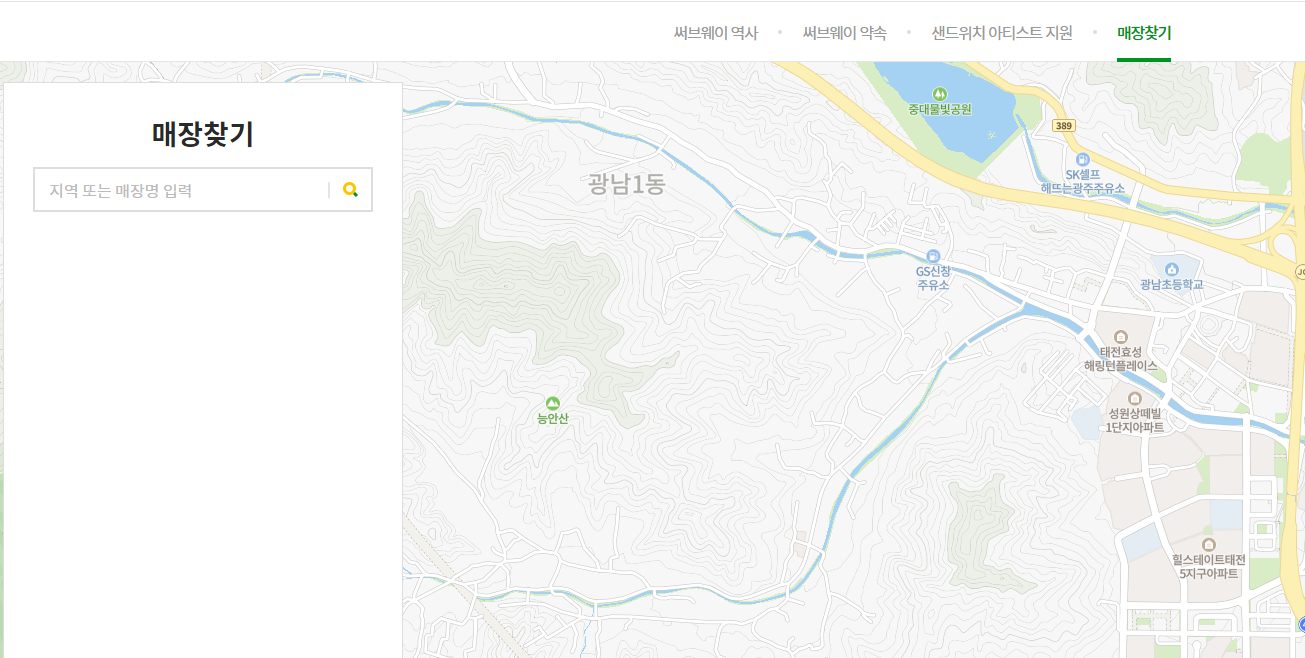 써브웨이 역사
써브웨이 약속
샌드위치 아티스트 지원
매장찾기
매장찾기
지역 또는 매장명 입력
중대물빛공원
389
SK셀프
해뜨는광주주유소
광남1동
GS신장
주유소
광남초등학교
태전효성
해링턴플레이스
능안산
성원상떼빌
1단지아파트
힐스테이트태전
5지구아파트